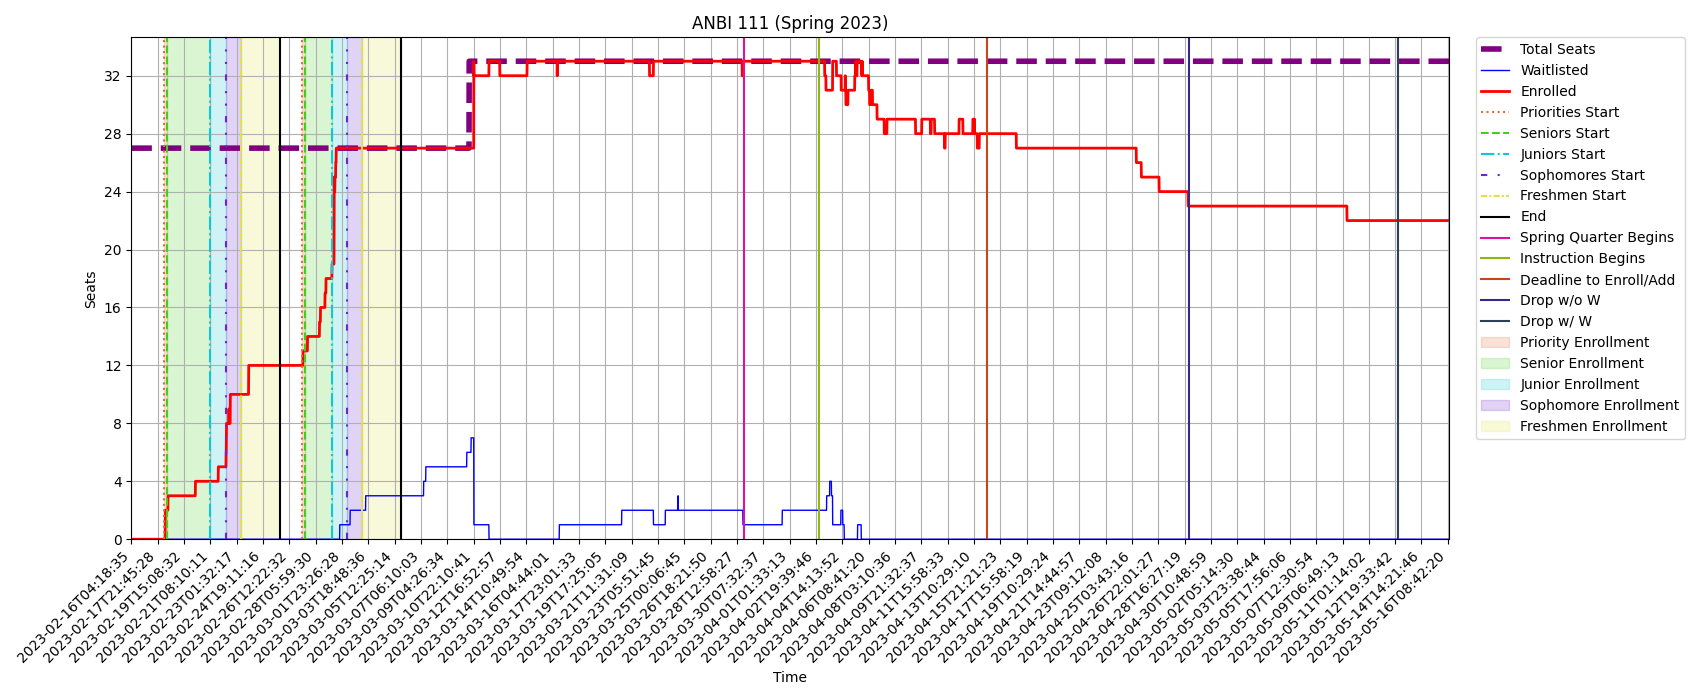 ANBI 111 (Spring 2023)
Seats
32
28
24
20
16
12
8
4
0
2023-02-16T04:18:35
2023-02-17T21:45:28
2023-02-19T15:08:32
2023-02-21T08:10:11
2023-02-23T01:32:17
2023-02-24T19:11:16
2023-02-26T12:22:32
2023-02-28T05:59:30
2023-03-01T23:26:28
2023-03-03T18:48:36
2023-03-05T12:25:14
2023-03-07T08:10:03
2023-03-09T04:26:34
2023-03-10T22:10:41
2023-03-12T16:52:57
2023-03-14T10:49:54
2023-03-16T04:44:01
2023-03-17T23:01:33
2023-03-19T17:25:05
2023-03-21T11:31:09
2023-03-23T05:51:45
2023-03-25T00:06:45
2023-03-26T18:21:50
2023-03-28T12:58:27
2023-03-30T07:32:37
2023-04-01T01:33:13
2023-04-02T19:39:46
2023-04-04T14:13:52
2023-04-06T08:41:20
2023-04-08T03:10:36
2023-04-09T21:32:37
2023-04-11T15:58:33
2023-04-13T10:29:10
2023-04-15T21:21:23
2023-04-17T15:58:19
2023-04-19T10:29:24
2023-04-21T14:44:57
2023-04-23T09:12:08
2023-04-25T03:43:16
2023-04-26T22:01:27
2023-04-28T16:27:19
2023-04-30T10:48:59
2023-05-02T05:14:30
2023-05-03T23:38:44
2023-05-05T17:56:06
2023-05-07T12:30:54
2023-05-09T06:49:13
2023-05-11T01:14:02
2023-05-12T19:33:42
2023-05-14T14:21:46
2023-05-16T08:42:20
Time
Total Seats
Waitlisted
Enrolled
Priorities Start
Seniors Start
Juniors Start
Sophomores Start
Freshmen Start
End
Spring Quarter Begins
Instruction Begins
Deadline to Enroll/Add
Drop w/o W
Drop w/ W
Priority Enrollment
Senior Enrollment
Junior Enrollment
Sophomore Enrollment
Freshmen Enrollment